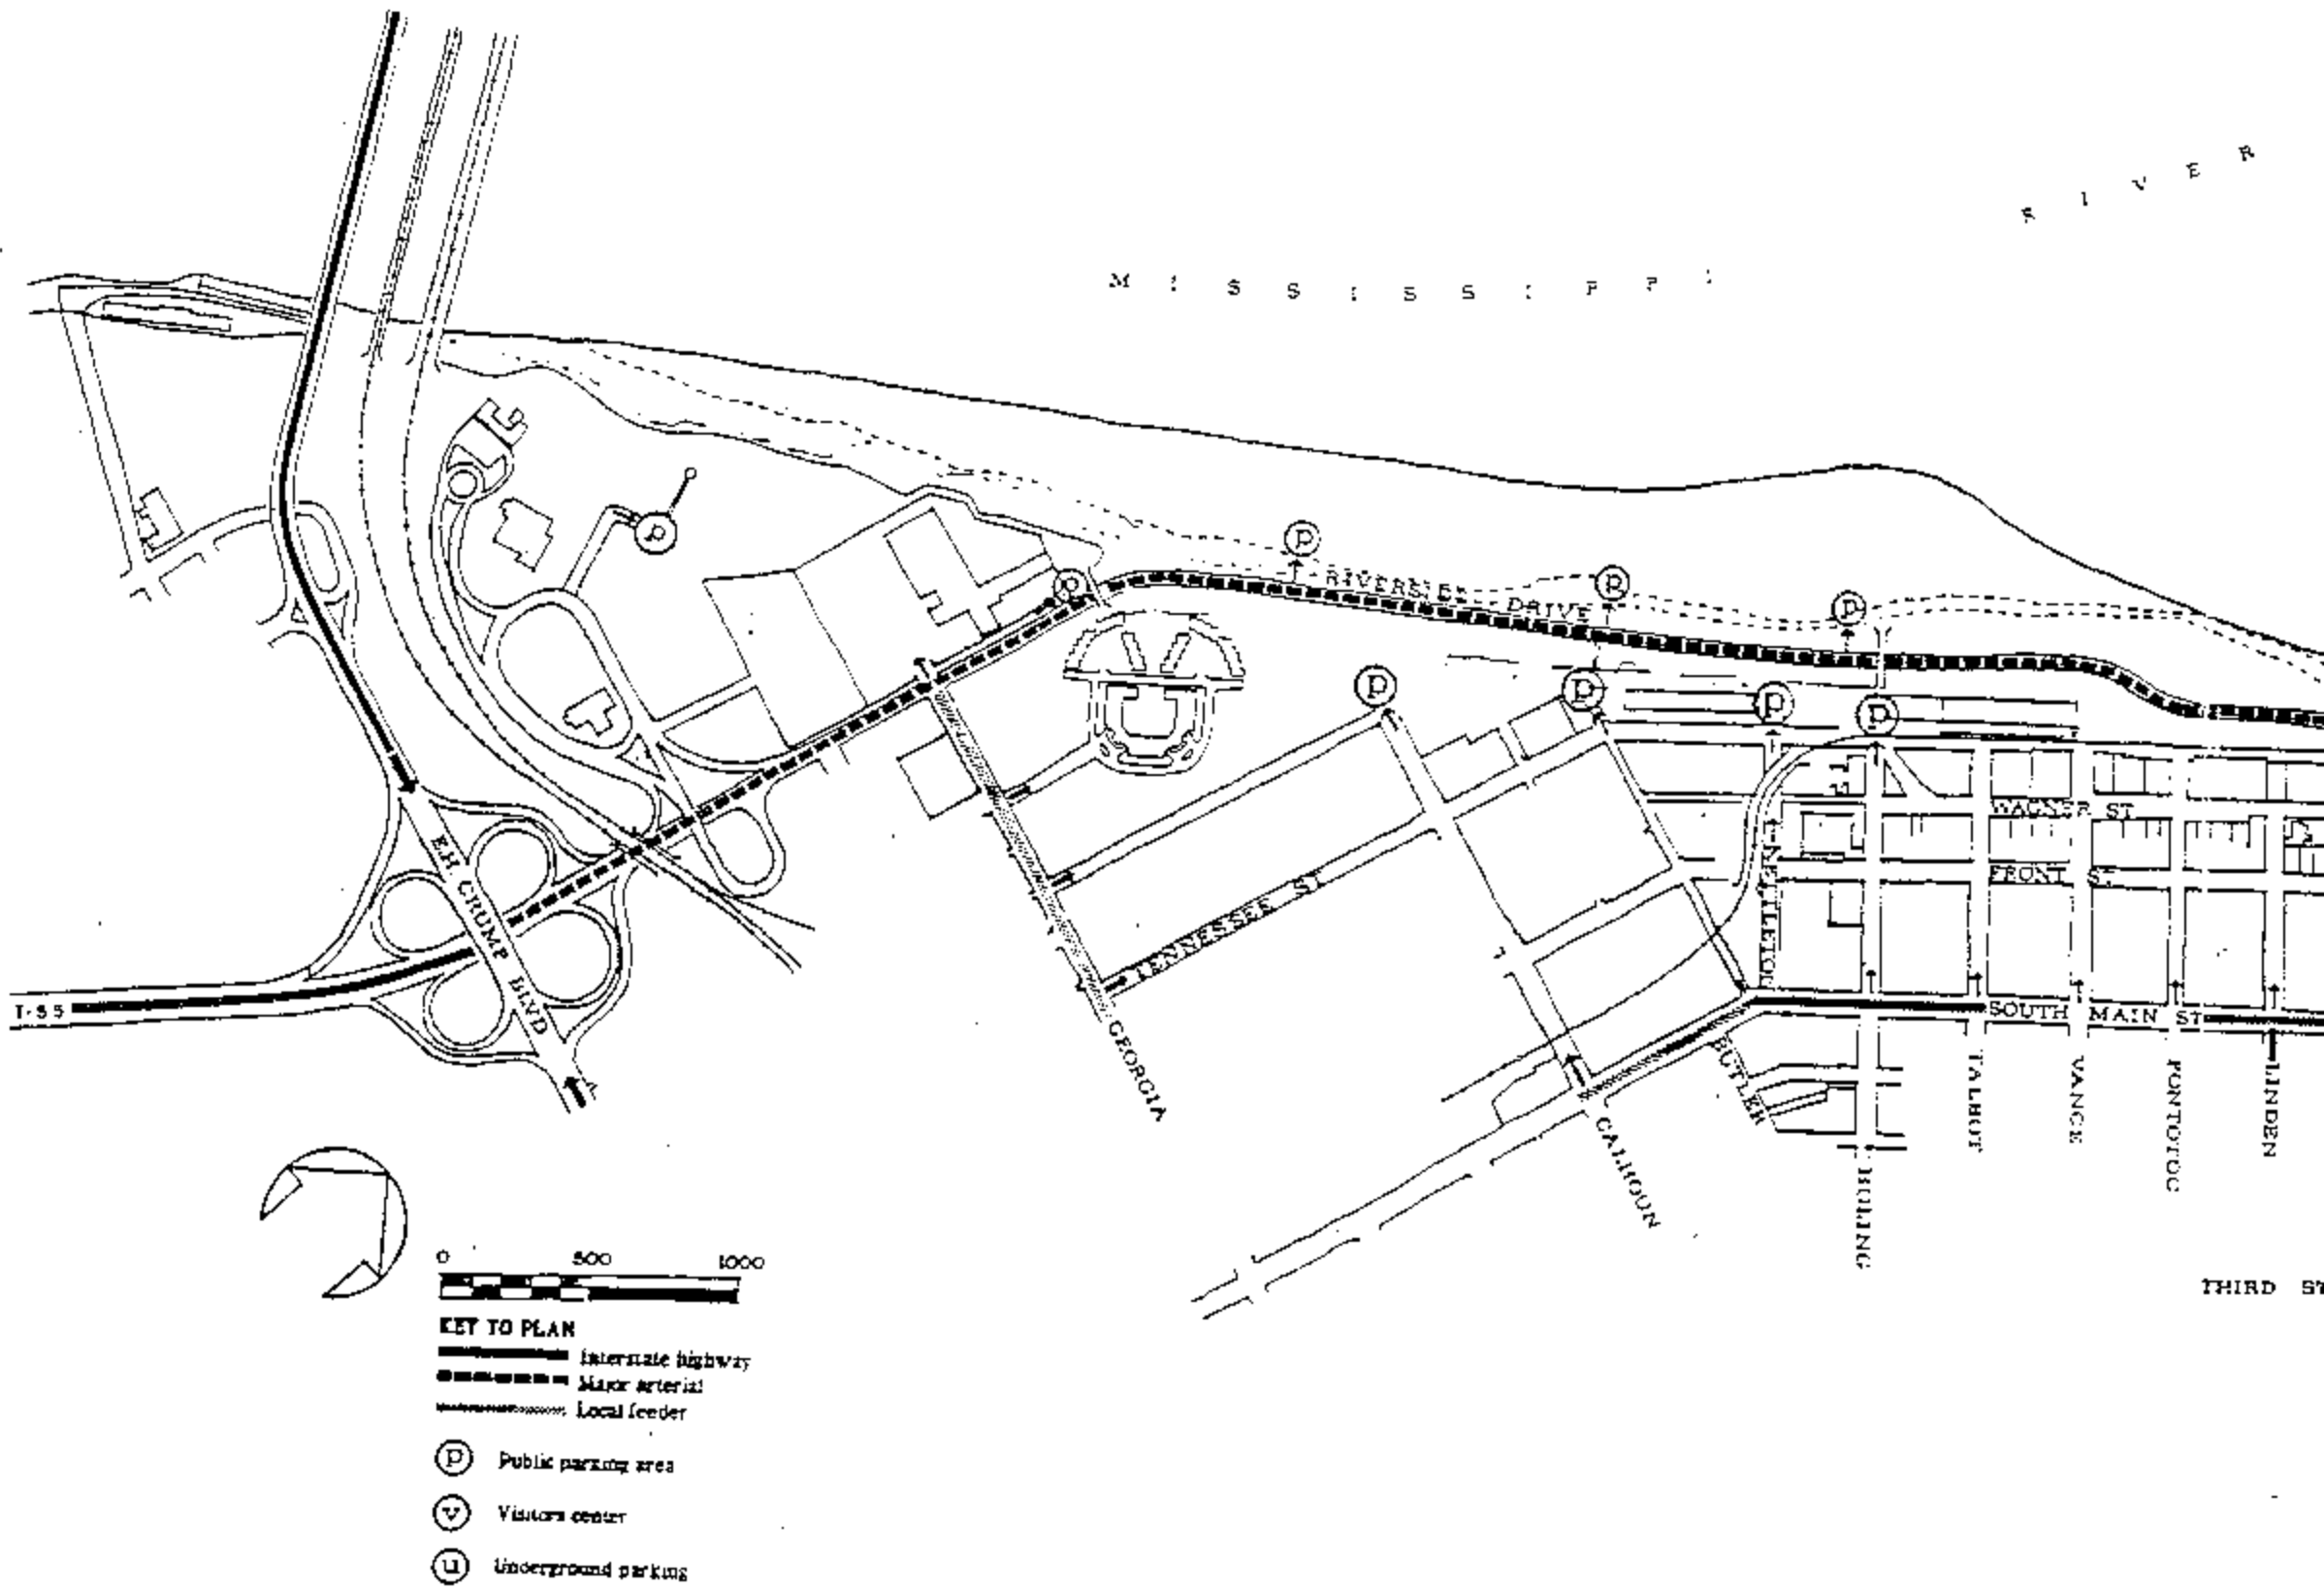 RIVER
MISSISSIPPI
P
P
P
P
P
RIVERSIDE DRIVE
P
P
P
P
WAGNER ST
FRONT ST
E.H. CRUMP BLVD
TENNESSEE ST
I-55
SOUTH MAIN ST
GEORGIA
BUTLER
TALBOT
VANCE
PONTOTOC
LINDEN
CALHOUN
HULING
THIRD ST
0 500 1000
KEY TO PLAN
Interstate highway
Major arterial
Local feeder
P Public parking area
V Visitors center
U Underground parking